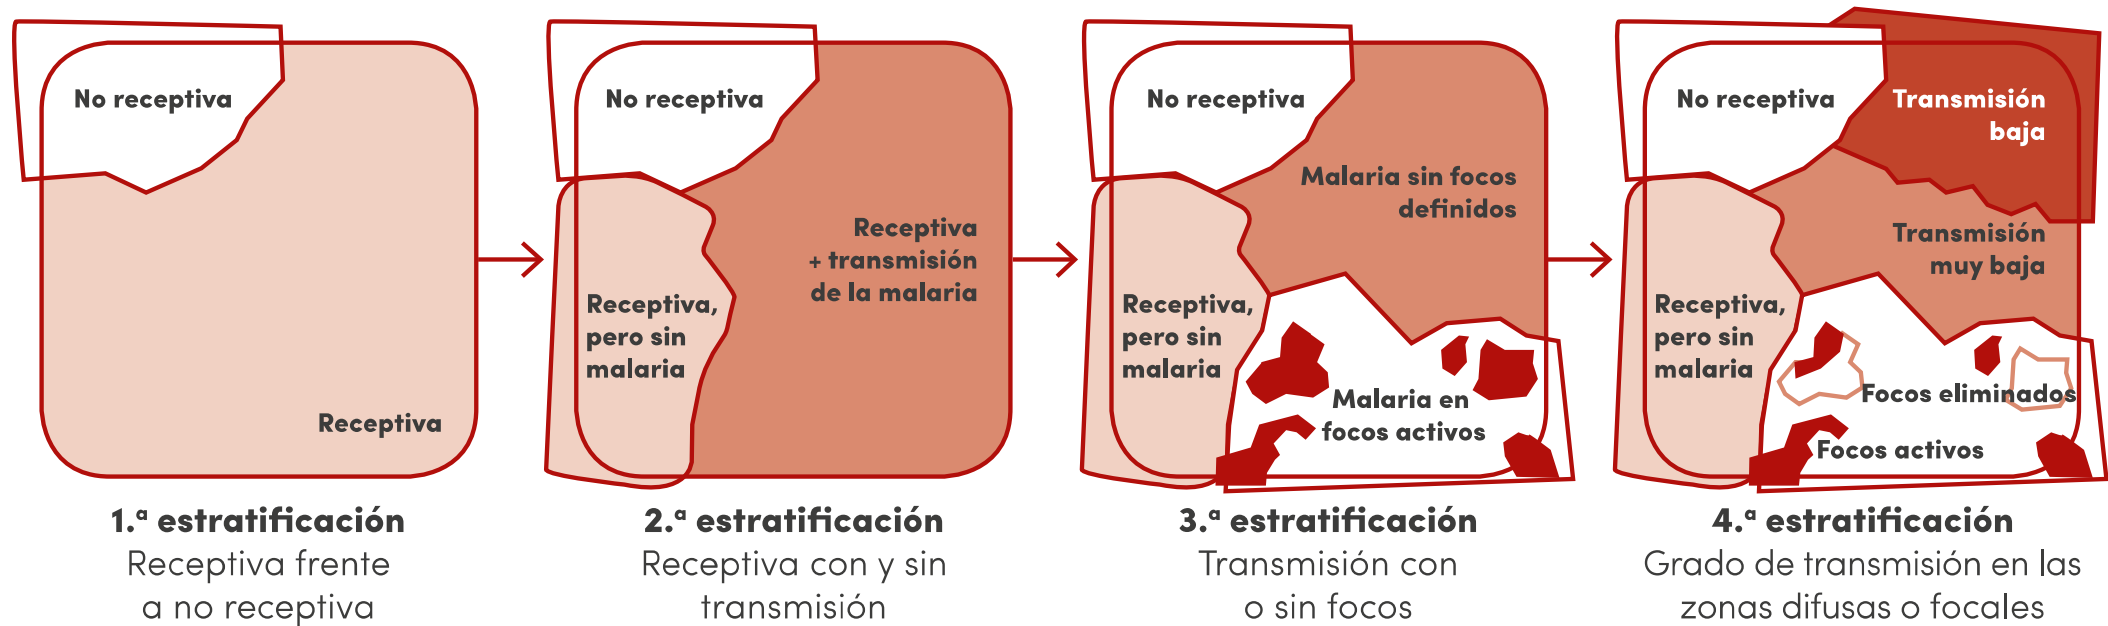 No receptiva
Receptiva
1.ª estratificación
Receptiva frente
a no receptiva
No receptiva
Receptiva
+ transmisión
de la malaria
Receptiva,
pero sin
malaria
2.ª estratificación
Receptiva con y sin
transmisión
No receptiva
Malaria sin focos
definidos
Receptiva,
pero sin
malaria
Malaria en
focos activos
3.ª estratificación
Transmisión con
o sin focos
No receptiva
Transmisión
baja
Transmisión
muy baja
Receptiva,
pero sin
malaria
Focos eliminados
Focos activos
4.ª estratificación
Grado de transmisión en las
zonas difusas o focales